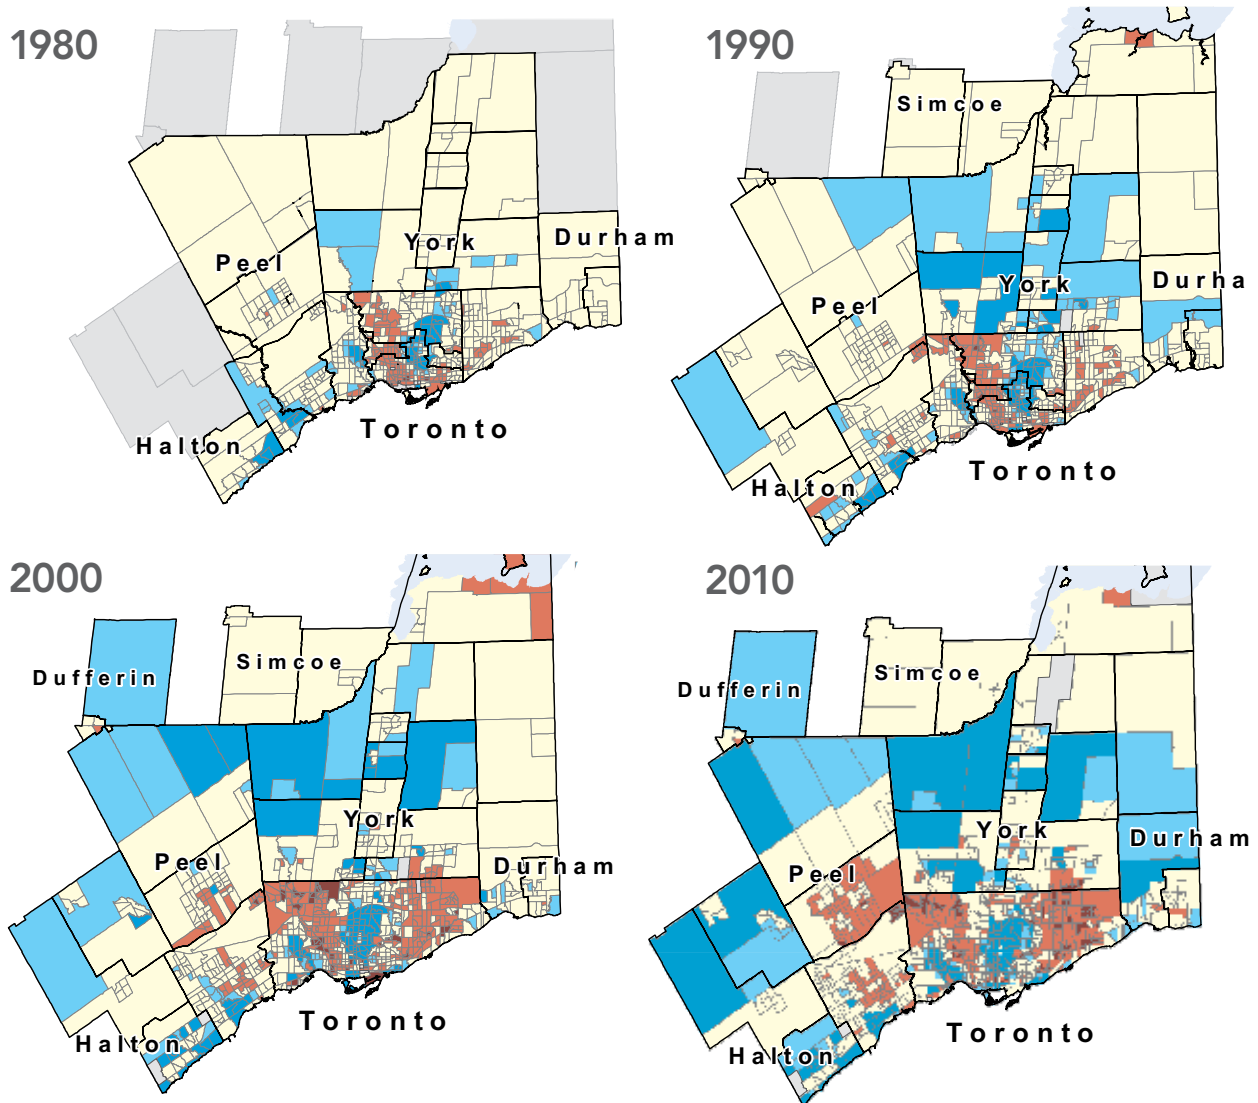 1980
York
Durham
Peel
Halton
Toronto
1990
Simcoe
York
Durha
Peel
Halton
Toronto
2000
Dufferin
Simcoe
York
Peel
Durham
Halton
Toronto
2010
Dufferin
Simcoe
York
Durham
Peel
Halton
Toronto